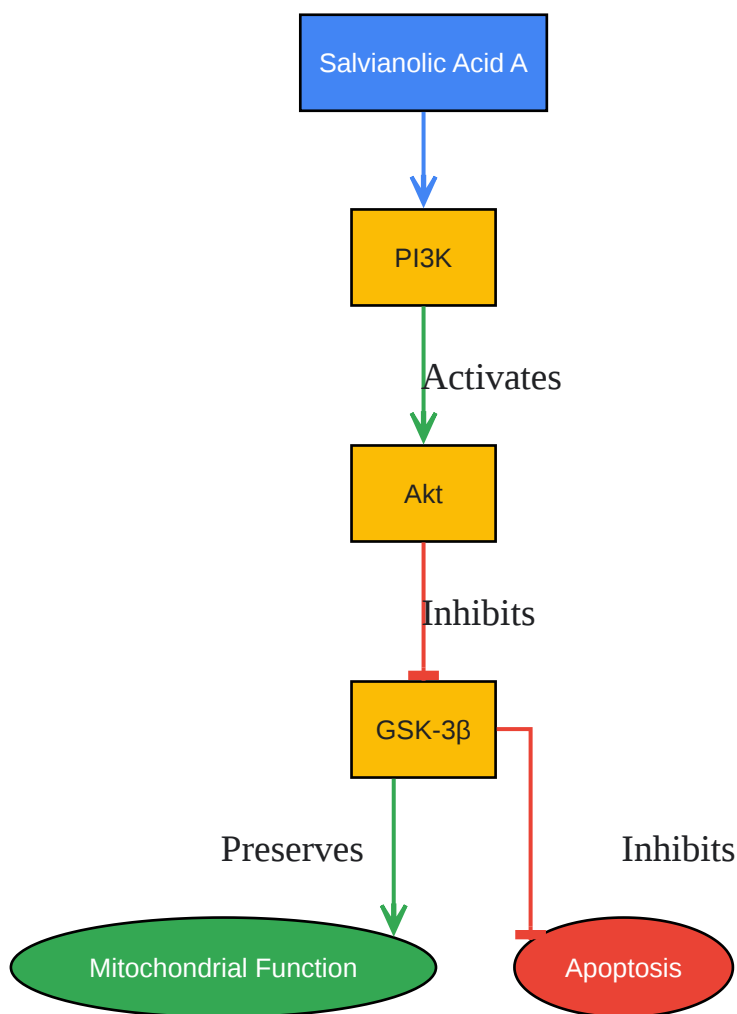 Salvianolic Acid A
PI3K
Activates
Akt
Inhibits
GSK-3β
Preserves
Inhibits
Mitochondrial Function
Apoptosis